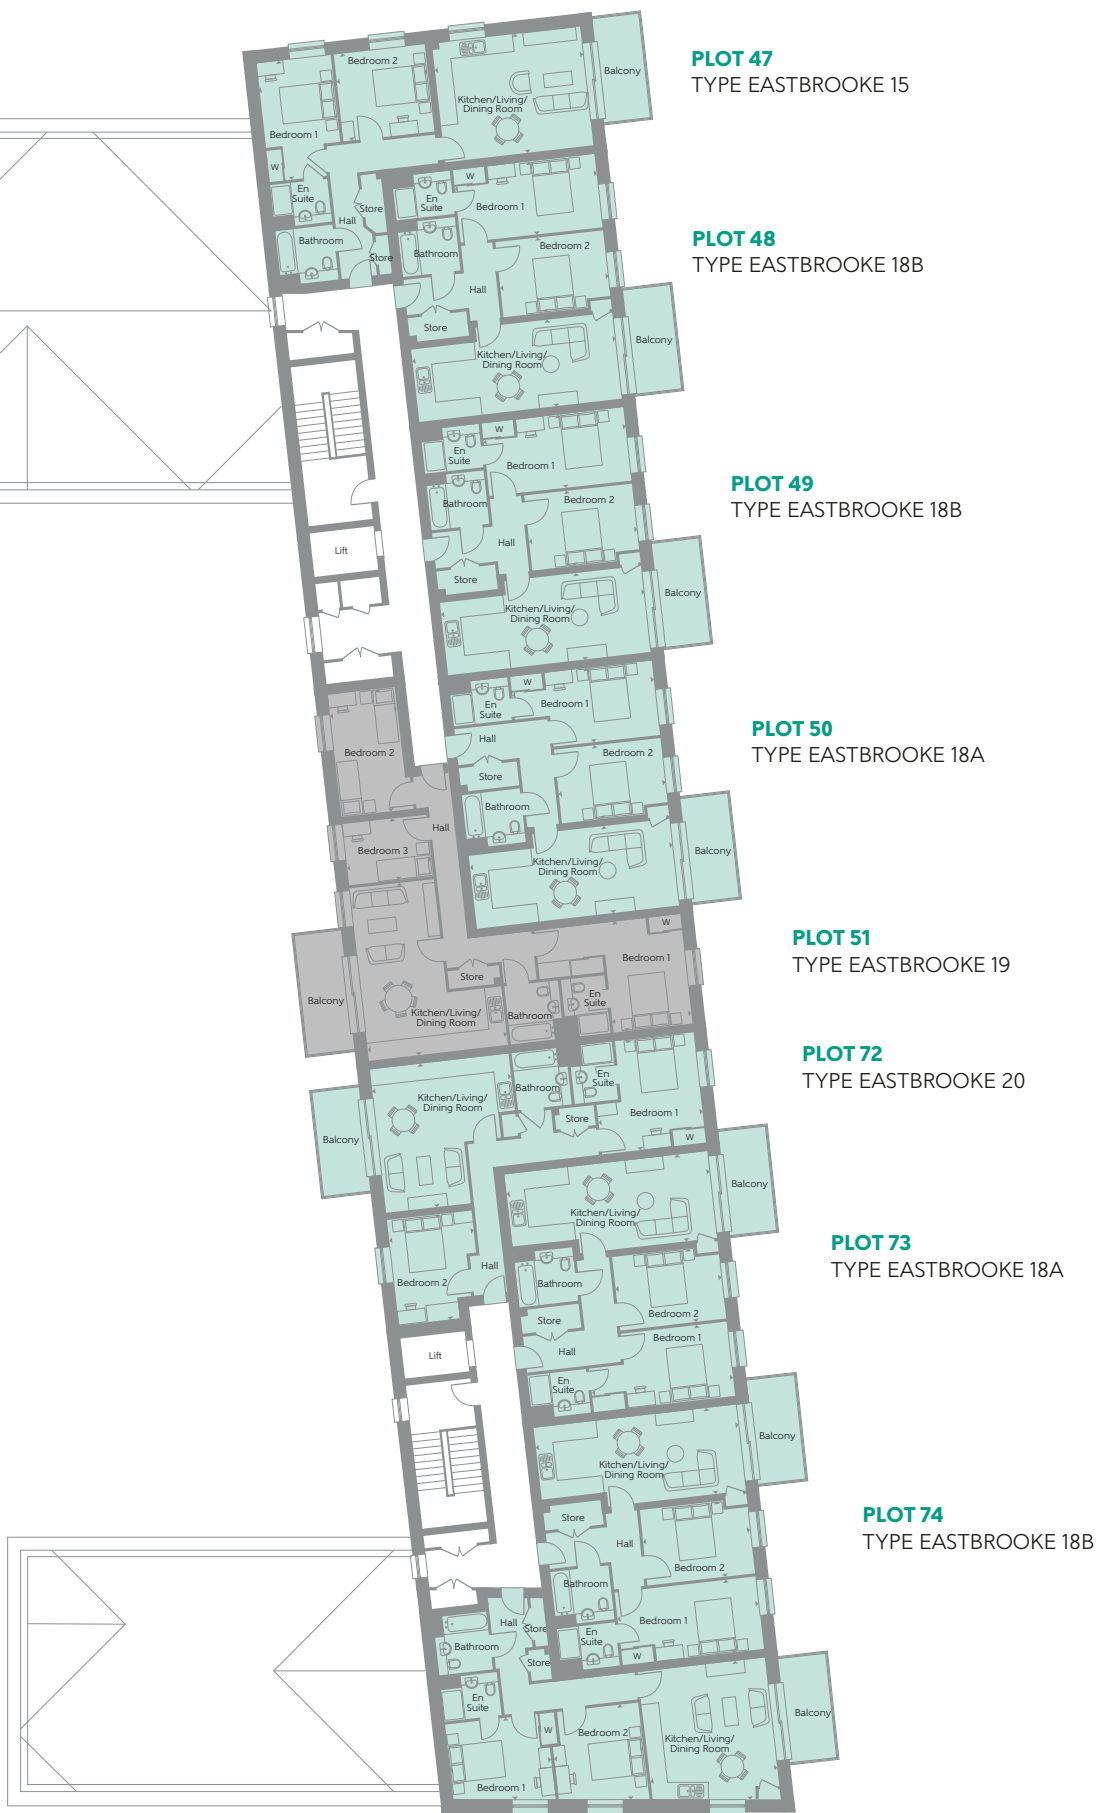 PLOT 47
TYPE EASTBROOKE 15
Bedroom 2
Balcony
Kitchen/Living/
Dining Room
Bedroom 1
W
En
Suite
Store
Hall
Bathroom
Store
W
En
Suite
Bedroom 1
PLOT 48
TYPE EASTBROOKE 18B
Bedroom 2
Bathroom
Hall
Store
Balcony
Kitchen/Living/
Dining Room
W
En
Suite
Bedroom 1
PLOT 49
TYPE EASTBROOKE 18B
Bedroom 2
Bathroom
Hall
Lift
Store
Balcony
Kitchen/Living/
Dining Room
W
En
Suite
Bedroom 1
PLOT 50
TYPE EASTBROOKE 18A
Hall
Bedroom 2
Bedroom 2
Store
Bathroom
Hall
Bedroom 3
Balcony
Kitchen/Living/
Dining Room
W
PLOT 51
TYPE EASTBROOKE 19
Bedroom 1
Store
Balcony
En
Suite
Kitchen/Living/
Dining Room
Bathroom
PLOT 72
TYPE EASTBROOKE 20
En
Suite
Bathroom
Kitchen/Living/
Dining Room
Bedroom 1
Store
W
Balcony
Balcony
Kitchen/Living/
Dining Room
PLOT 73
TYPE EASTBROOKE 18A
Hall
Bedroom 2
Bathroom
Bedroom 2
Store
Bedroom 1
Hall
Lift
En
Suite
Balcony
Kitchen/Living/
Dining Room
PLOT 74
TYPE EASTBROOKE 18B
Store
Hall
Bedroom 2
Bathroom
Bedroom 1
En
Suite
W
Hall
Store
Bathroom
Store
En
Suite
Balcony
W
Bedroom 2
Kitchen/Living/
Dining Room
Bedroom 1